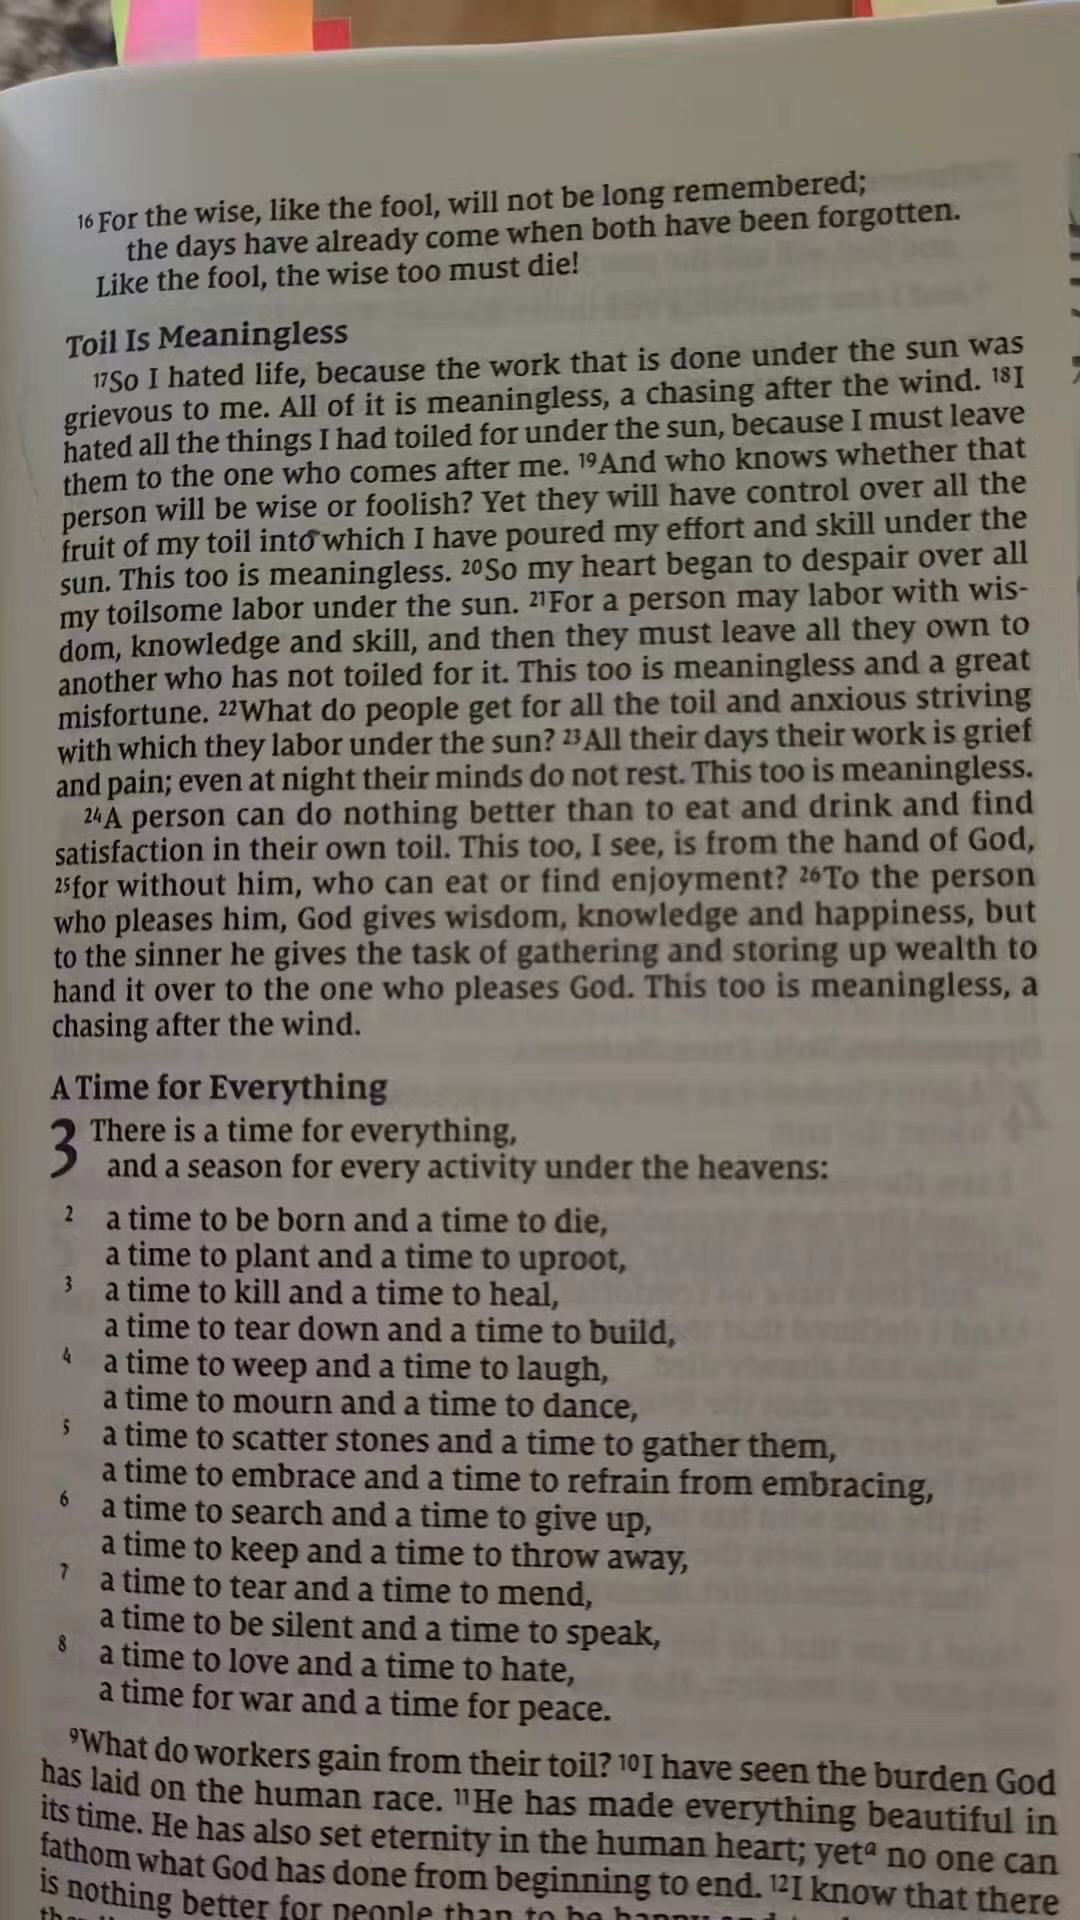 16 For the wise, like the fool, will not be long remembered;
the days have already come when both have been forgotten.
Like the fool, the wise too must die!
Toil Is Meaningless
17So I hated life, because the work that is done under the sun was
grievous to me. All of it is meaningless, a chasing after the wind. 18I
hated all the things I had toiled for under the sun, because I must leave
them to the one who comes after me. 19And who knows whether that
person will be wise or foolish? Yet they will have control over all the
fruit of my toil into which I have poured my effort and skill under the
sun. This too is meaningless. 20So my heart began to despair over all
my toilsome labor under the sun. 21For a person may labor with wis-
dom, knowledge and skill, and then they must leave all they own to
another who has not toiled for it. This too is meaningless and a great
misfortune. 22What do people get for all the toil and anxious striving
with which they labor under the sun? 23All their days their work is grief
and pain; even at night their minds do not rest. This too is meaningless.
24A person can do nothing better than to eat and drink and find
satisfaction in their own toil. This too, I see, is from the hand of God,
25for without him, who can eat or find enjoyment? 26To the person
who pleases him, God gives wisdom, knowledge and happiness, but
to the sinner he gives the task of gathering and storing up wealth to
hand it over to the one who pleases God. This too is meaningless, a
chasing after the wind.
A Time for Everything
3 There is a time for everything,
and a season for every activity under the heavens:
2 a time to be born and a time to die,
a time to plant and a time to uproot,
3 a time to kill and a time to heal,
a time to tear down and a time to build,
4 a time to weep and a time to laugh,
a time to mourn and a time to dance,
5 a time to scatter stones and a time to gather them,
a time to embrace and a time to refrain from embracing,
6 a time to search and a time to give up,
a time to keep and a time to throw away,
7 a time to tear and a time to mend,
a time to be silent and a time to speak,
8 a time to love and a time to hate,
a time for war and a time for peace.
9What do workers gain from their toil? 10I have seen the burden God
has laid on the human race. 11He has made everything beautiful in
its time. He has also set eternity in the human heart; yet a no one can
fathom what God has done from beginning to end. 12I know that there
is nothing better for people than to be happy and